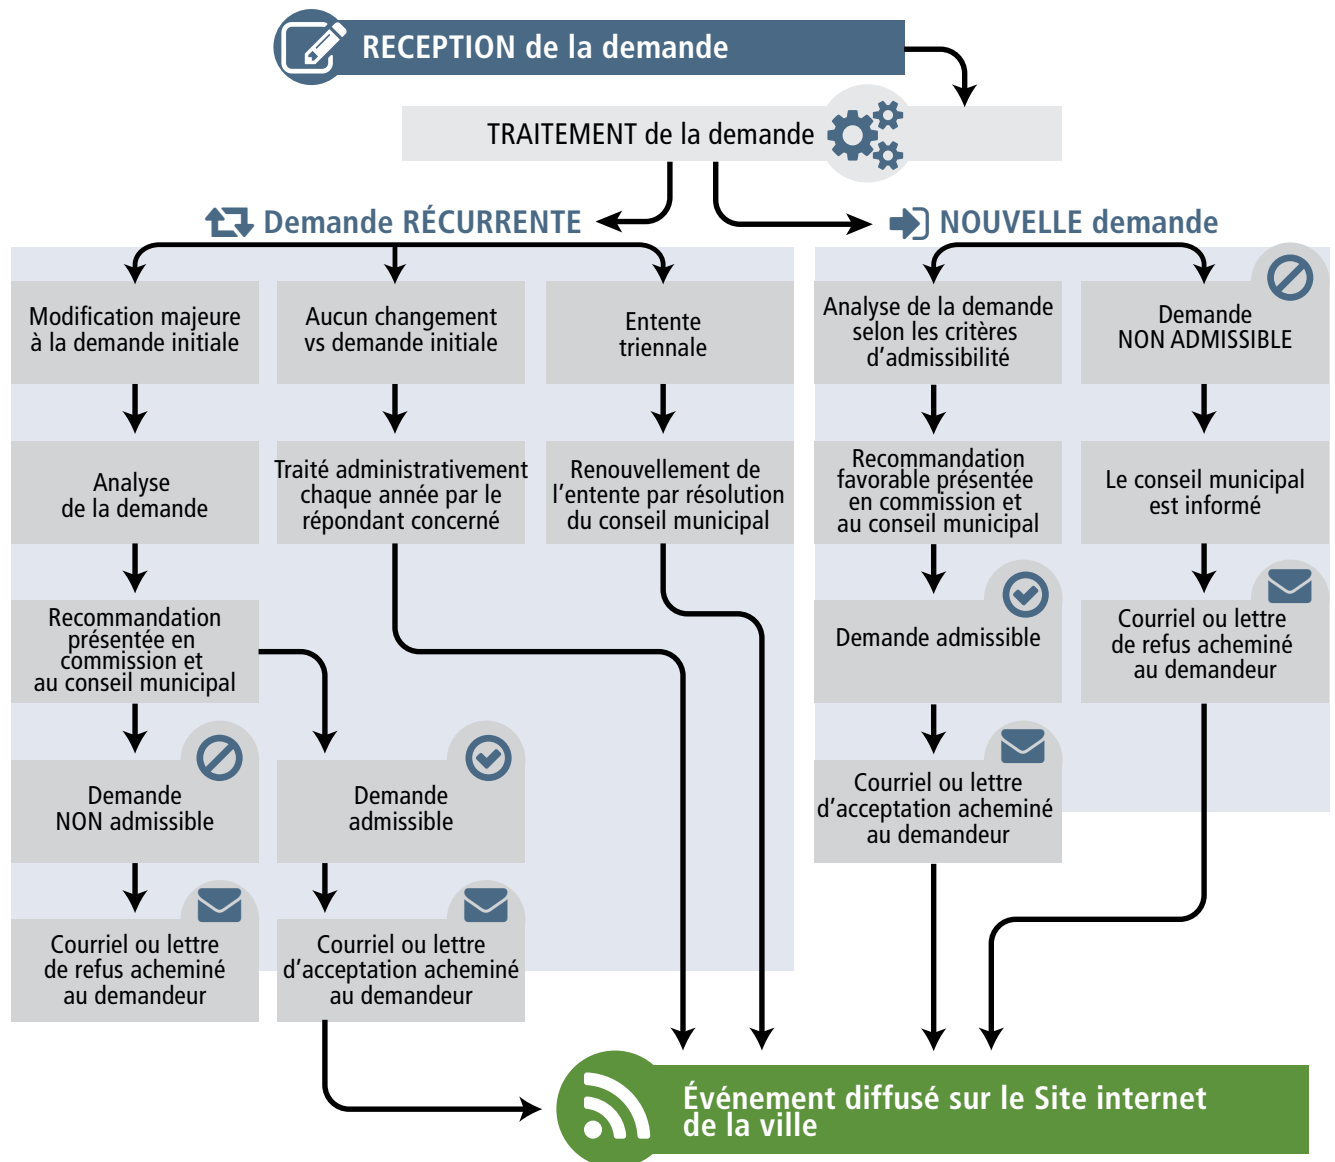 RECEPTION de la demande
TRAITEMENT de la demande
Demande RÉCURRENTE
NOUVELLE demande
Modification majeure
à la demande initiale
Aucun changement
vs demande initiale
Entente
triennale
Analyse de la demande
selon les critères
d'admissibilité
Demande
NON ADMISSIBLE
Analyse
de la demande
Traité administrativement
chaque année par le
répondant concerné
Renouvellement de
l'entente par résolution
du conseil municipal
Recommandation
favorable présentée
en commission et
au conseil municipal
Le conseil municipal
est informé
Recommandation
présentée en
commission et
au conseil municipal
Demande admissible
Courriel ou lettre
de refus acheminé
au demandeur
Demande
NON admissible
Demande
admissible
Courriel ou lettre
d'acceptation acheminé
au demandeur
Courriel ou lettre
de refus acheminé
au demandeur
Courriel ou lettre
d'acceptation acheminé
au demandeur
Événement diffusé sur le Site internet
de la ville